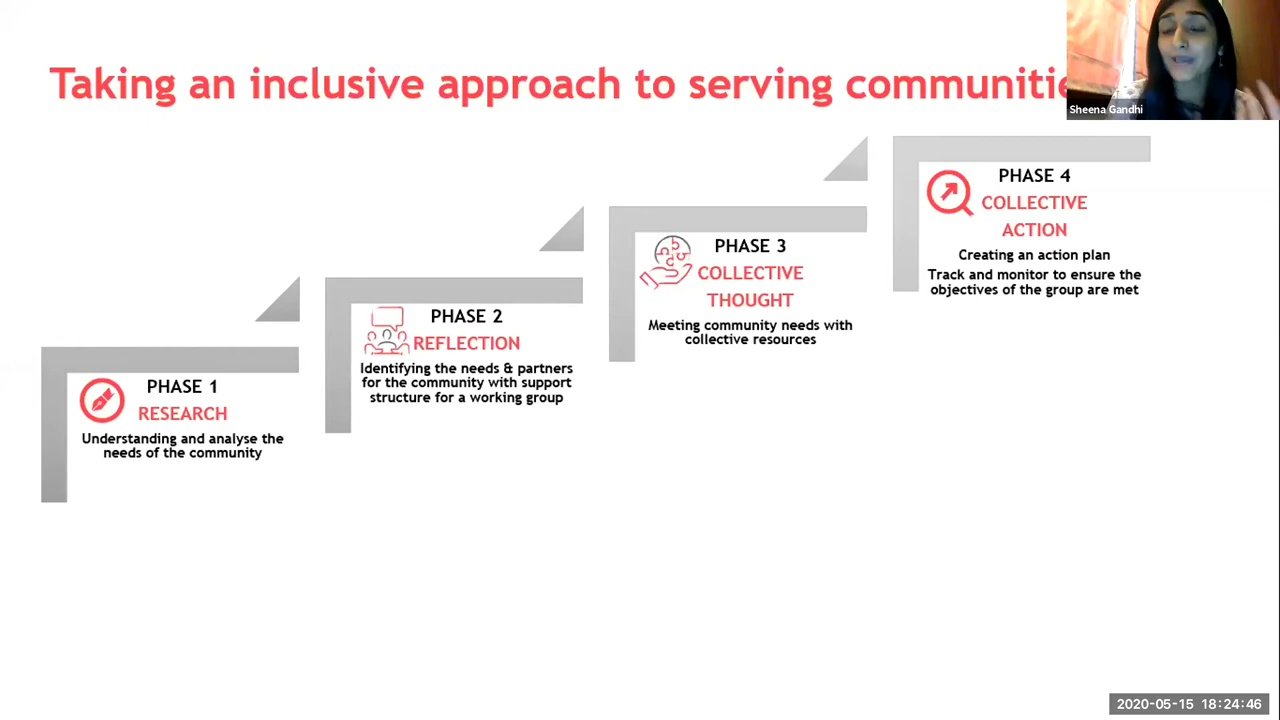 Taking an inclusive approach to serving communitie
Sheena Gandhi
PHASE 1
RESEARCH
Understanding and analyse the
needs of the community
PHASE 2
REFLECTION
Identifying the needs & partners
for the community with support
structure for a working group
PHASE 3
COLLECTIVE
THOUGHT
Meeting community needs with
collective resources
PHASE 4
COLLECTIVE
ACTION
Creating an action plan
Track and monitor to ensure the
objectives of the group are met
2020-05-15 18:24:46